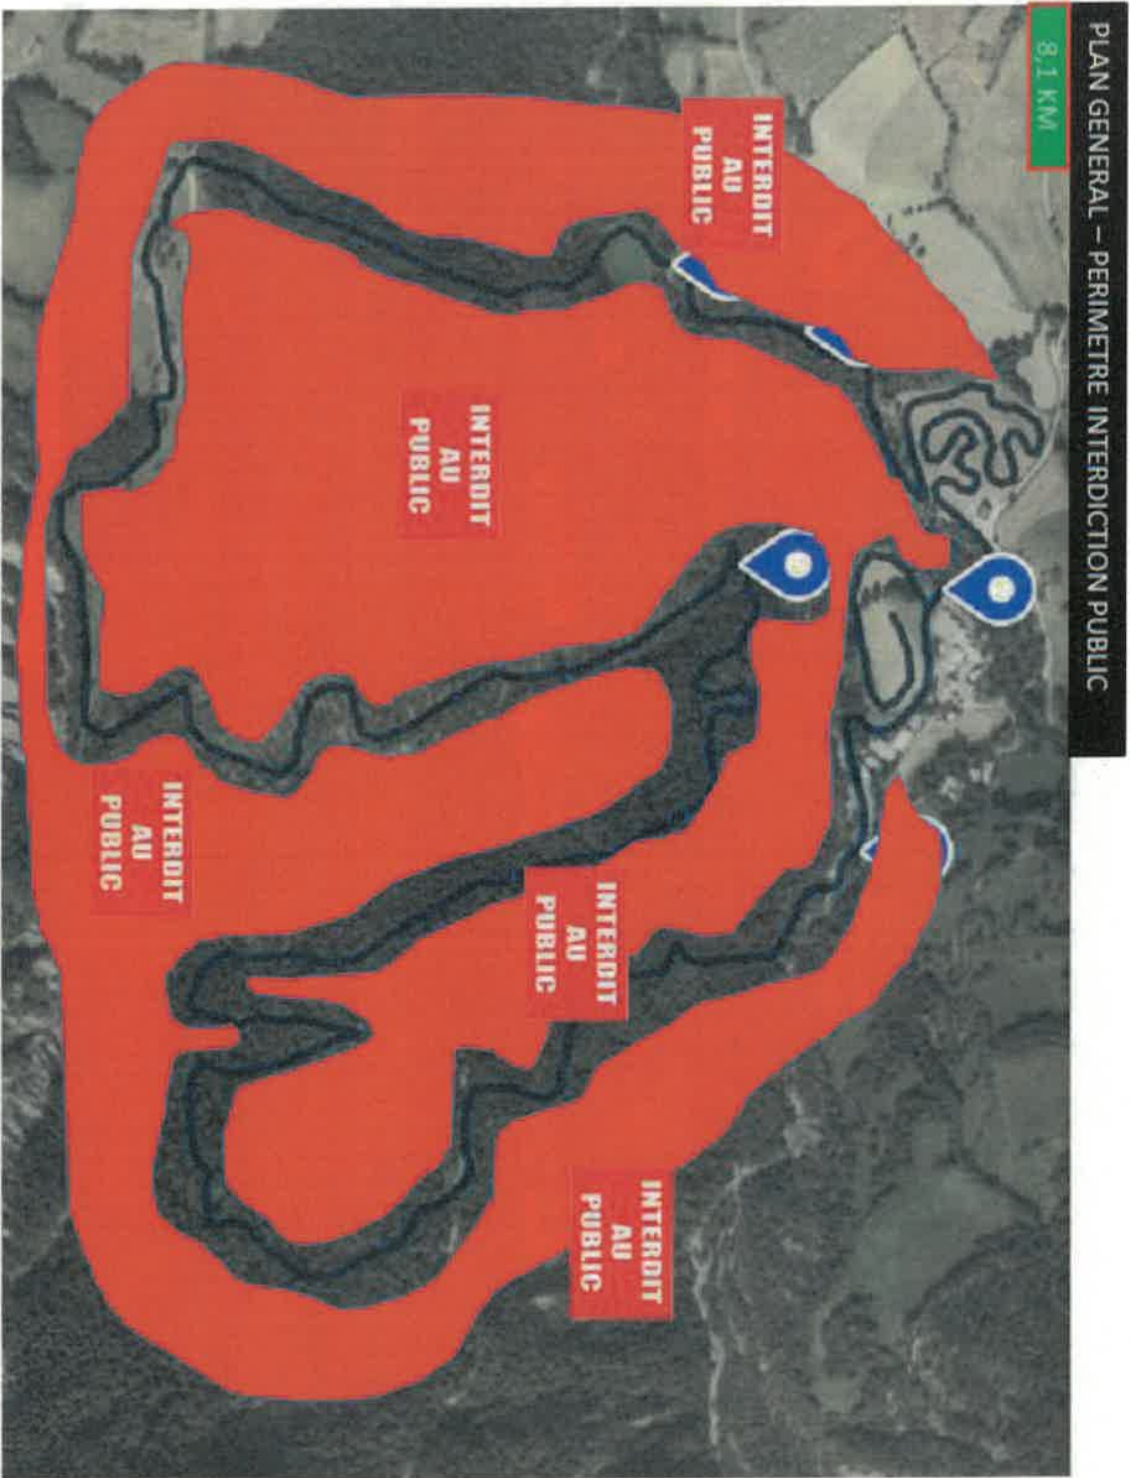 PLAN GENERAL – PERIMETRE INTERDICTION PUBLIC
8,1 KM
INTERDIT
AU
PUBLIC
INTERDIT
AU
PUBLIC
INTERDIT
AU
PUBLIC
INTERDIT
AU
PUBLIC
INTERDIT
AU
PUBLIC